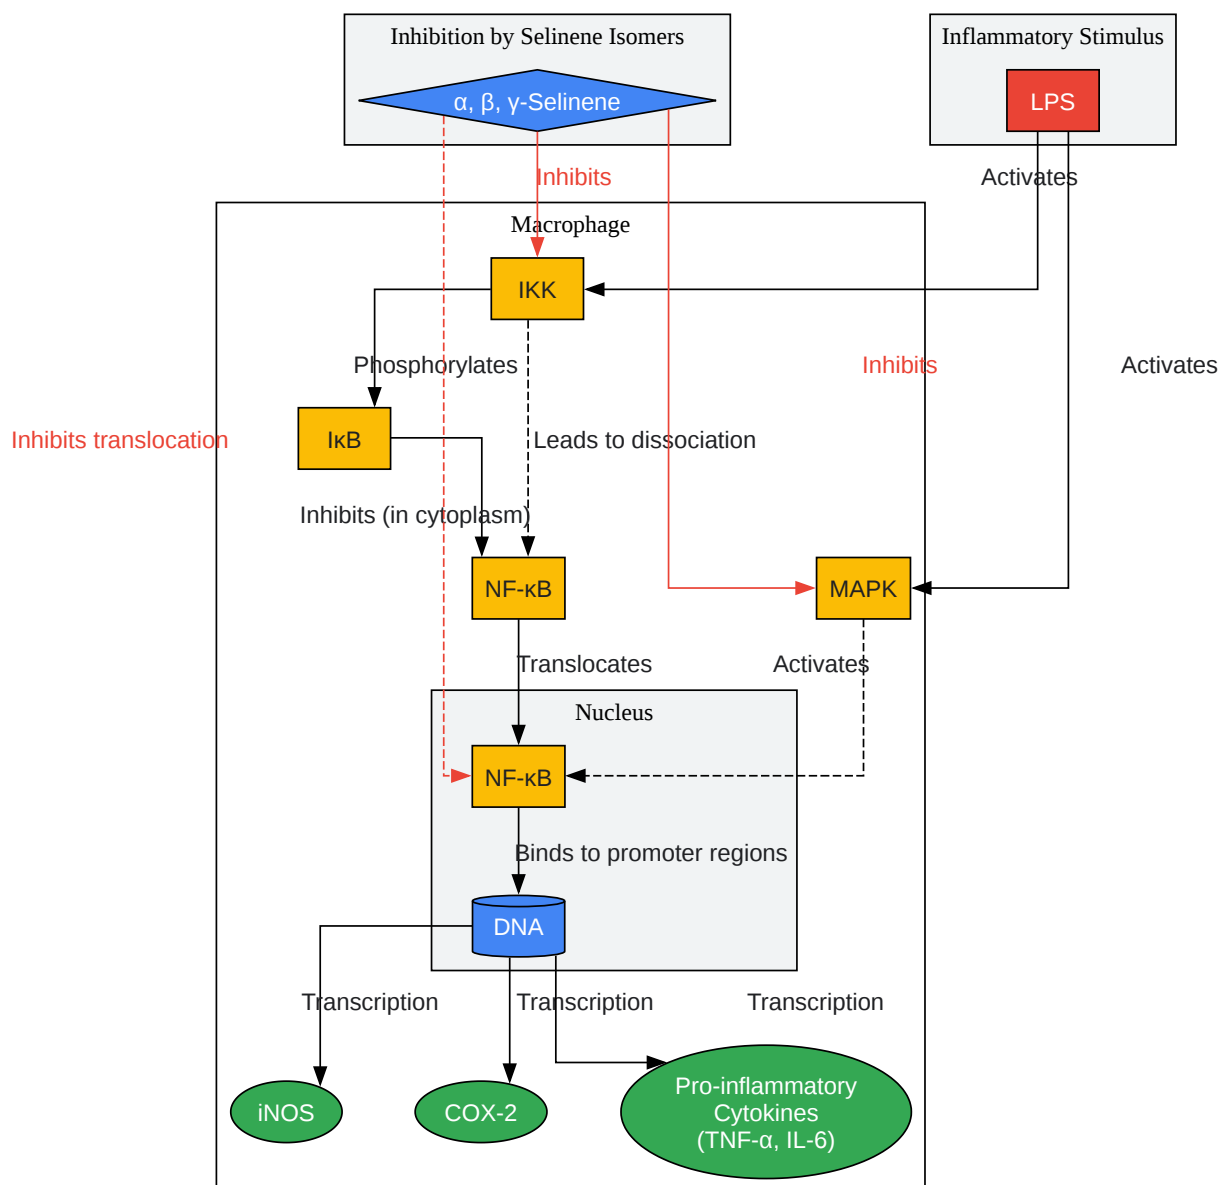 Inhibition by Selinene Isomers
Inflammatory Stimulus
α, β, γ-Selinene
LPS
Inhibits
Activates
Macrophage
IKK
Phosphorylates
Inhibits
Activates
Inhibits translocation
IκB
Leads to dissociation
Inhibits (in cytoplasm)
NF-κB
MAPK
Translocates
Activates
Nucleus
NF-κB
Binds to promoter regions
DNA
Transcription
Transcription
Transcription
iNOS
COX-2
Pro-inflammatory
Cytokines
(TNF-α, IL-6)